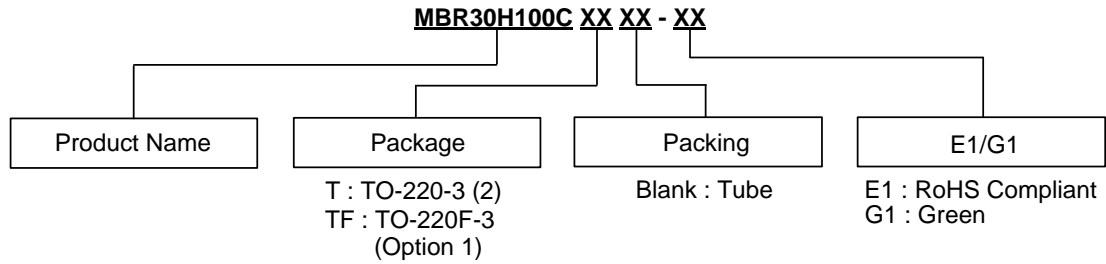 MBR30H100C XX XX - XX
Product Name
Package
Packing
E1/G1
T : TO-220-3 (2)
TF : TO-220F-3
(Option 1)
Blank : Tube
E1 : RoHS Compliant
G1 : Green